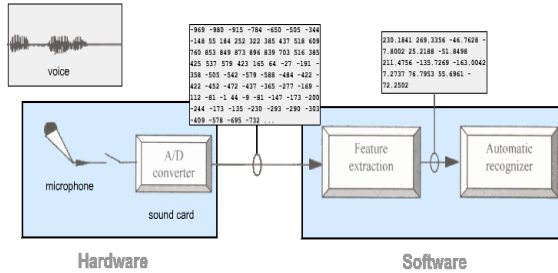 voice
-969 -980 -915 -784 -650 -505 -344
-148 55 184 252 322 385 437 518 609
760 853 849 873 896 839 703 516 385
425 537 579 423 165 64 -27 -191 -
358 -505 -542 -579 -588 -484 -422 -
422 -452 -472 -437 -365 -277 -169 -
112 -81 -1 44 -9 -81 -147 -173 -200
-244 -173 -135 -230 -293 -290 -303
-409 -578 -695 -732 ...
230.1841 269.3356 -46.7628 -
7.8002 25.2188 -51.8498
211.4756 -135.7269 -163.0042
7.2737 76.7953 55.6961 -
72.2502
microphone
A/D
converter
sound card
Feature
extraction
Automatic
recognizer
Hardware
Software